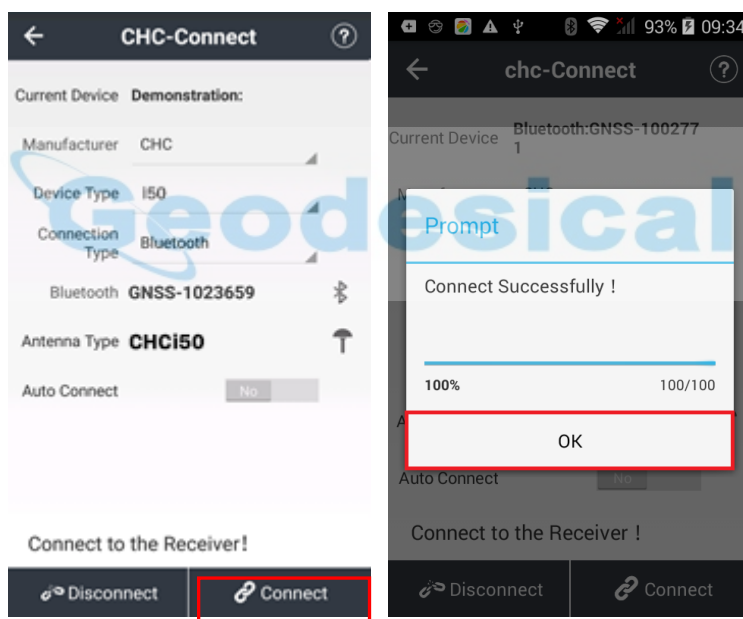 CHC-Connect
?
Current Device Demonstration:
Manufacturer CHC
Device Type I50
Connection
Type
Bluetooth
Bluetooth GNSS-1023659
Antenna Type CHCi50
Auto Connect No
Connect to the Receiver!
Disconnect Connect
93% 09:34
chc-Connect
?
Current Device Bluetooth:GNSS-100277
1
Prompt
Connect Successfully !
100% 100/100
OK
Auto Connect No
Connect to the Receiver !
Disconnect Connect
Geodesical